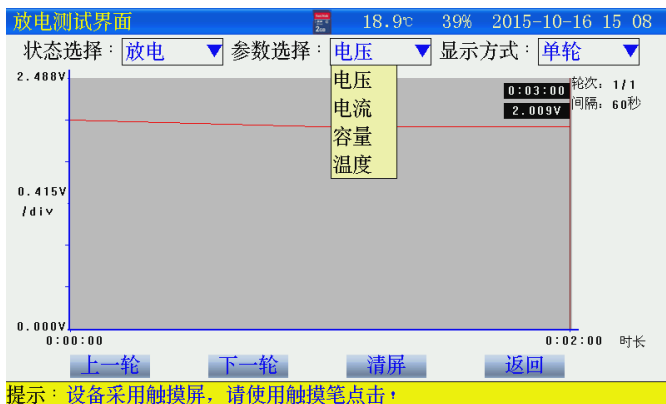 放电测试界面 18.9℃ 39% 2015-10-16 15 08
状态选择：放电 参数选择：电压 显示方式：单轮
电压
电流
容量
温度
2.488V
0:03:00
2.009V
轮次：1/1
间隔：60秒
0.415V
/div
0.000V
0:00:00 0:02:00 时长
上一轮 下一轮 清屏 返回
提示：设备采用触摸屏，请使用触摸笔点击！